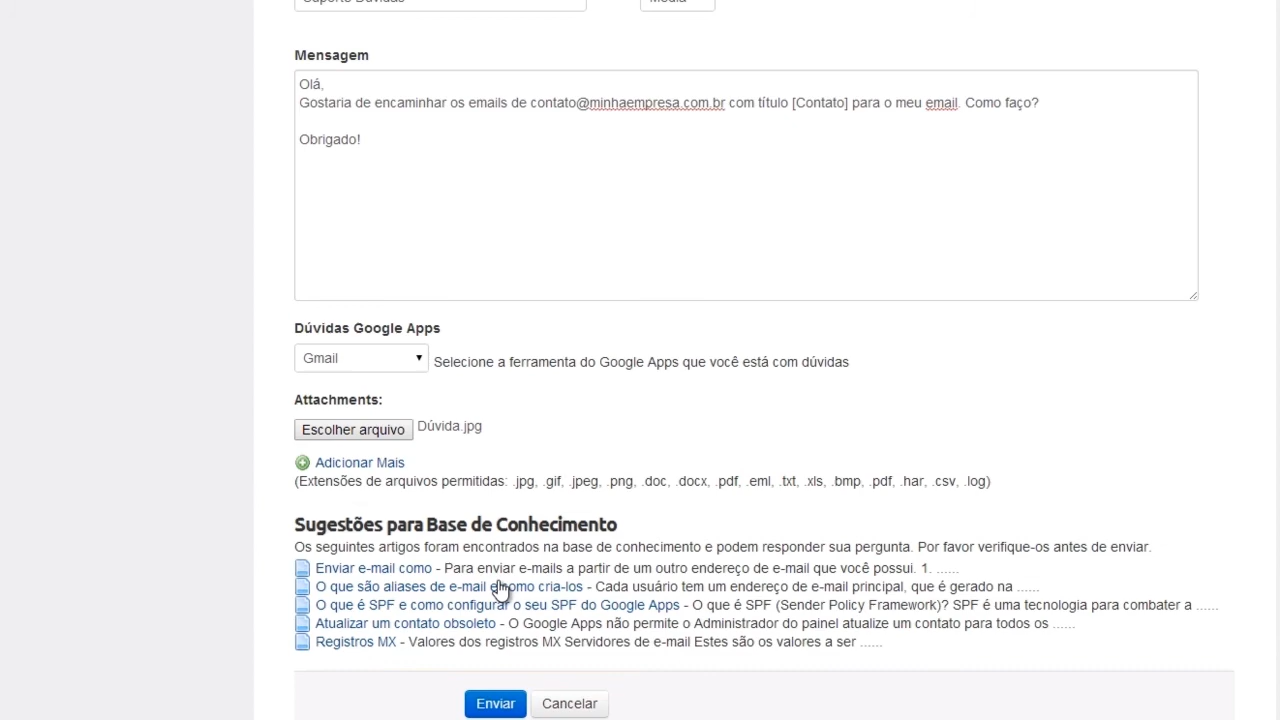 Suporte Dúvidas
Média
Mensagem
Olá,
Gostaria de encaminhar os emails de contato@minhaempresa.com.br com título [Contato] para o meu email. Como faço?
Obrigado!
Dúvidas Google Apps
Gmail
Selecione a ferramenta do Google Apps que você está com dúvidas
Attachments:
Escolher arquivo Dúvida.jpg
Adicionar Mais
(Extensões de arquivos permitidas: .jpg, .gif, .jpeg, .png, .doc, .docx, .pdf, .eml, .txt, .xls, .bmp, .pdf, .har, .csv, .log)
Sugestões para Base de Conhecimento
Os seguintes artigos foram encontrados na base de conhecimento e podem responder sua pergunta. Por favor verifique-os antes de enviar.
Enviar e-mail como - Para enviar e-mails a partir de um outro endereço de e-mail que você possui. 1. ......
O que são aliases de e-mail e como cria-los - Cada usuário tem um endereço de e-mail principal, que é gerado na ......
O que é SPF e como configurar o seu SPF do Google Apps - O que é SPF (Sender Policy Framework)? SPF é uma tecnologia para combater a ......
Atualizar um contato obsoleto - O Google Apps não permite o Administrador do painel atualize um contato para todos os ......
Registros MX - Valores dos registros MX Servidores de e-mail Estes são os valores a ser ......
Enviar Cancelar